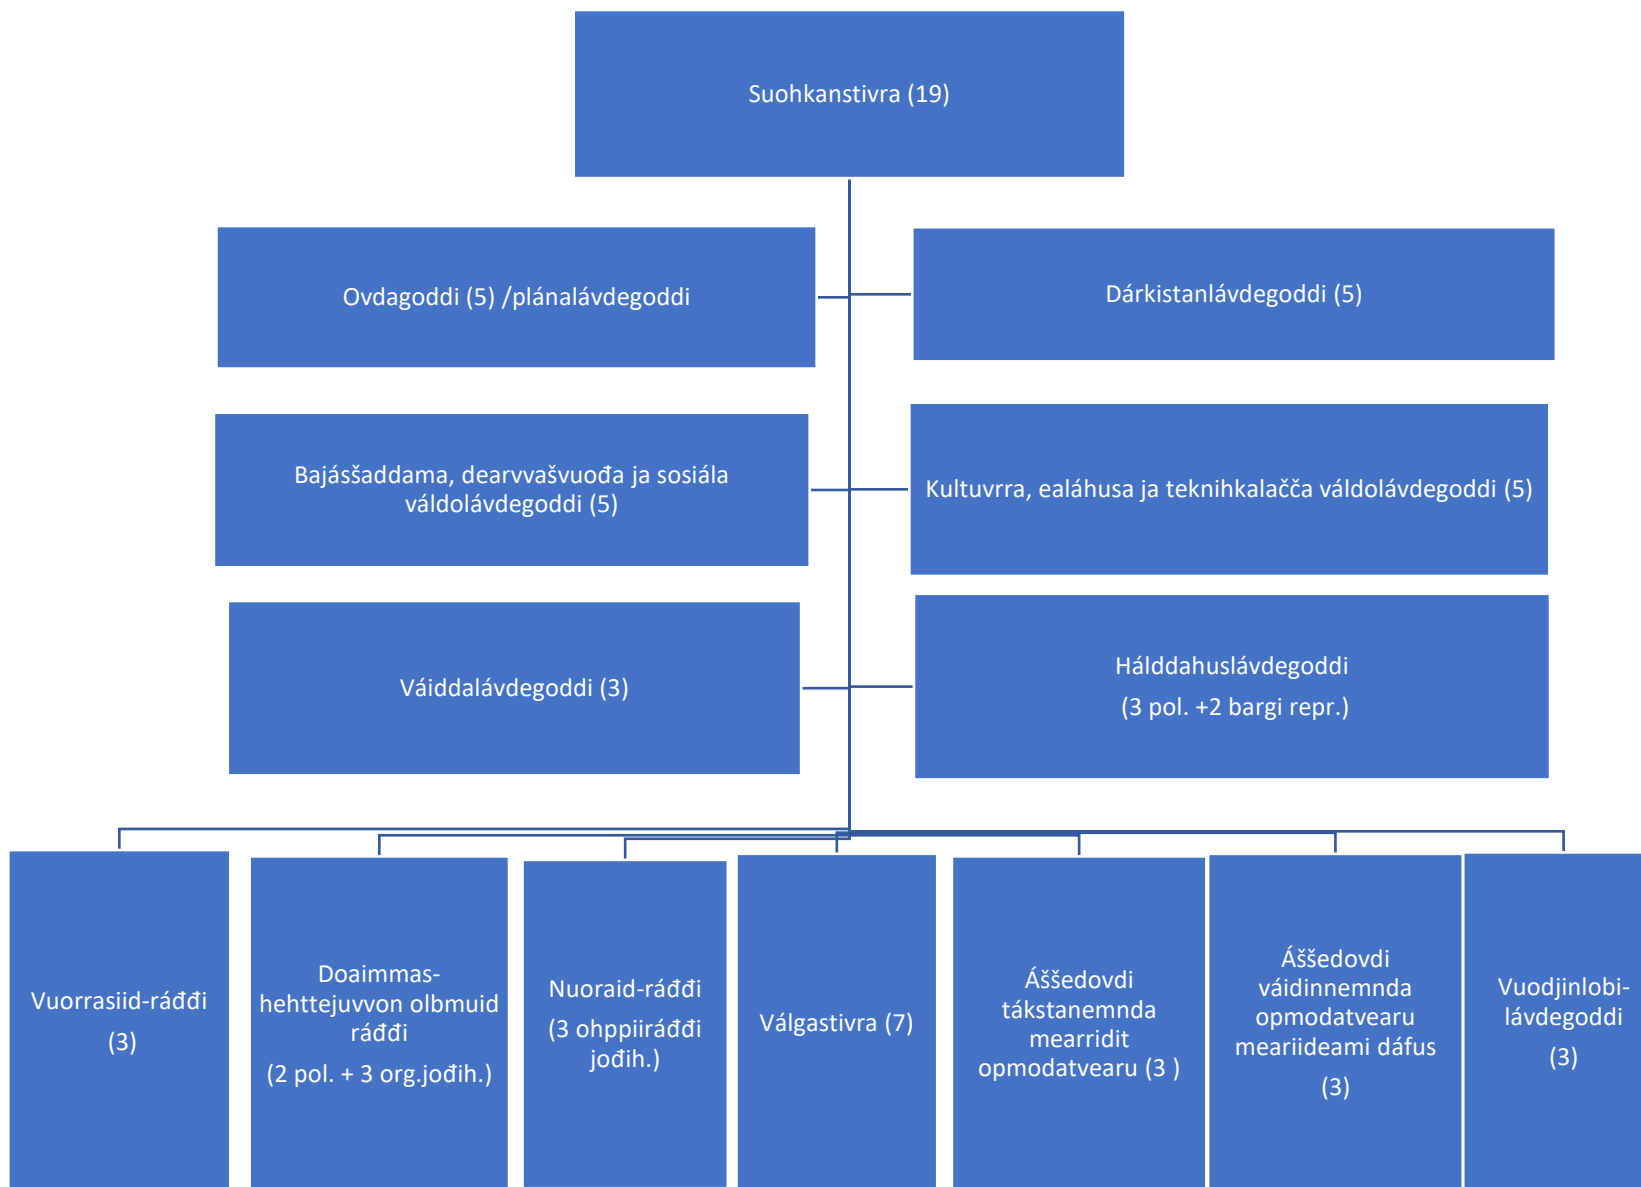 Suohkanstivra (19)
Ovdagoddi (5) /plánalávdegoddi
Dárkistanlávdegoddi (5)
Bajásšaddama, dearvvašvuođa ja sosiála
váldolávdegoddi (5)
Kultuvrra, ealáhusa ja teknihkalačča váldolávdegoddi (5)
Váiddalávdegoddi (3)
Hálddahuslávdegoddi
(3 pol. +2 bargi repr.)
Vuorrasiid-ráđđi
(3)
Doaimmas-
hehttejuvvon olbmuid
ráđđi
(2 pol. + 3 org.jođih.)
Nuoraid-ráđđi
(3 ohppiiráđđi
jođih.)
Válgastivra (7)
Áššedovdi
tákstanemnda
mearridit
opmodatvearu (3 )
Áššedovdi
váidinnemnda
opmodatvearu
meariideami dáfus
(3)
Vuodjinlobi-
lávdegoddi
(3)